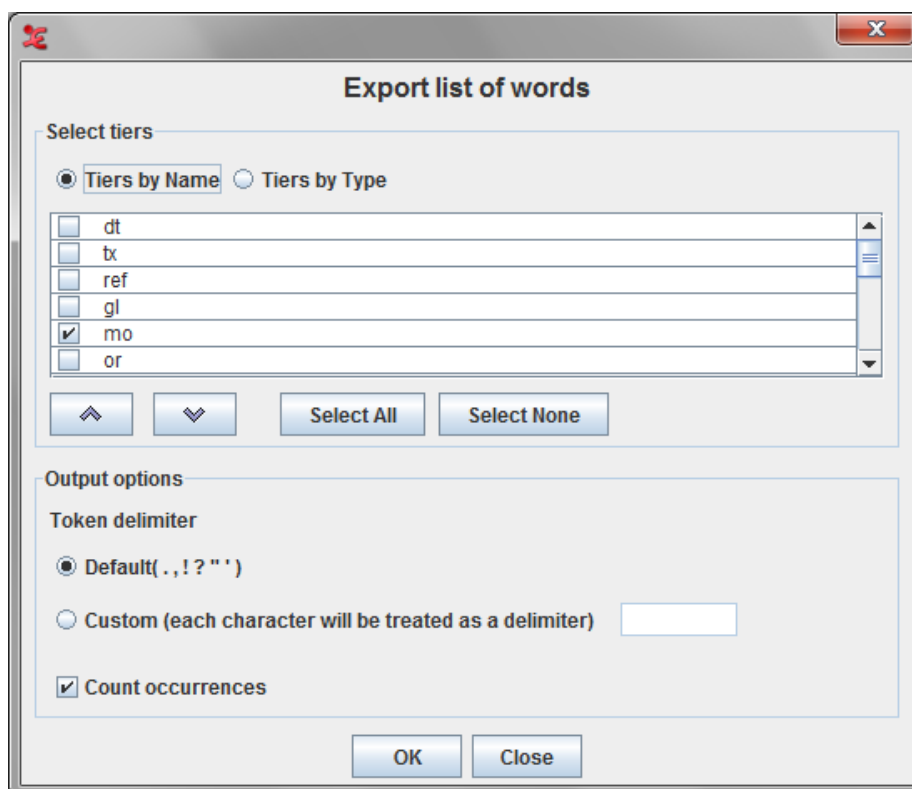 Export list of words
Select tiers
Tiers by Name Tiers by Type
dt
tx
ref
gl
mo
or
Select All Select None
Output options
Token delimiter
Default( . , ! ? " ' )
Custom (each character will be treated as a delimiter)
Count occurrences
OK Close